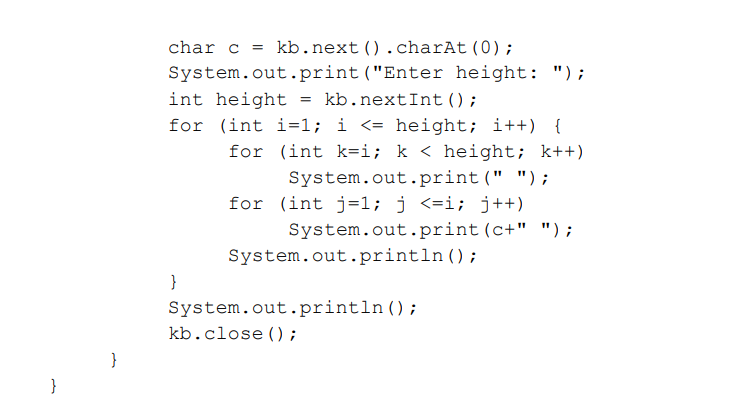 char c = kb.next().charAt(0);
System.out.print("Enter height: ");
int height = kb.nextInt();
for (int i=1; i <= height; i++) {
for (int k=i; k < height; k++)
System.out.print(" ");
for (int j=1; j <=i; j++)
System.out.print(c+" ");
System.out.println();
}
System.out.println();
kb.close();
}
}